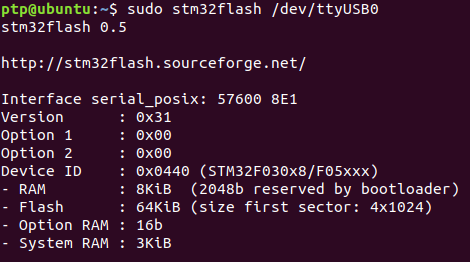 ptp@ubuntu:~$ sudo stm32flash /dev/ttyUSB0
stm32flash 0.5
http://stm32flash.sourceforge.net/
Interface serial_posix: 57600 8E1
Version      : 0x31
Option 1     : 0x00
Option 2     : 0x00
Device ID    : 0x0440 (STM32F030x8/F05xxx)
- RAM        : 8KiB  (2048b reserved by bootloader)
- Flash      : 64KiB (size first sector: 4x1024)
- Option RAM : 16b
- System RAM : 3KiB